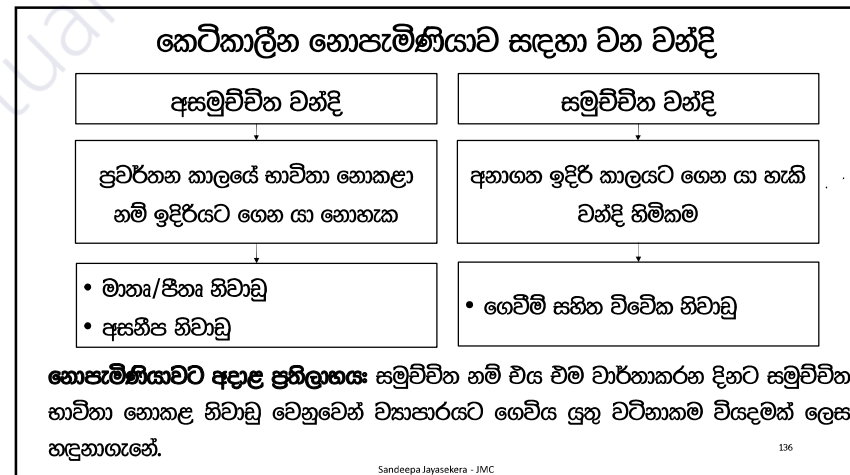 කෙටිකාලීන නොපැමිණියාව සඳහා වන වන්දි
අසමුච්චිත වන්දි
සමුච්චිත වන්දි
ප්‍රවර්තන කාලයේ භාවිතා නොකළා
නම් ඉදිරියට ගෙන යා නොහැක
අනාගත ඉදිරි කාලයට ගෙන යා හැකි
වන්දි හිමිකම
• මාතෘ/පීතෘ නිවාඩු
• අසනීප නිවාඩු
• ගෙවීම් සහිත විවේක නිවාඩු
නොපැමිණියාවට අදාළ ප්‍රතිලාභය: සමුච්චිත නම් එය එම වාර්තාකරන දිනට සමුච්චිත
භාවිතා නොකළ නිවාඩු වෙනුවෙන් ව්‍යාපාරයට ගෙවිය යුතු වටිනාකම වියදමක් ලෙස
හඳුනාගැනේ.
136
Sandeepa Jayasekera - JMC